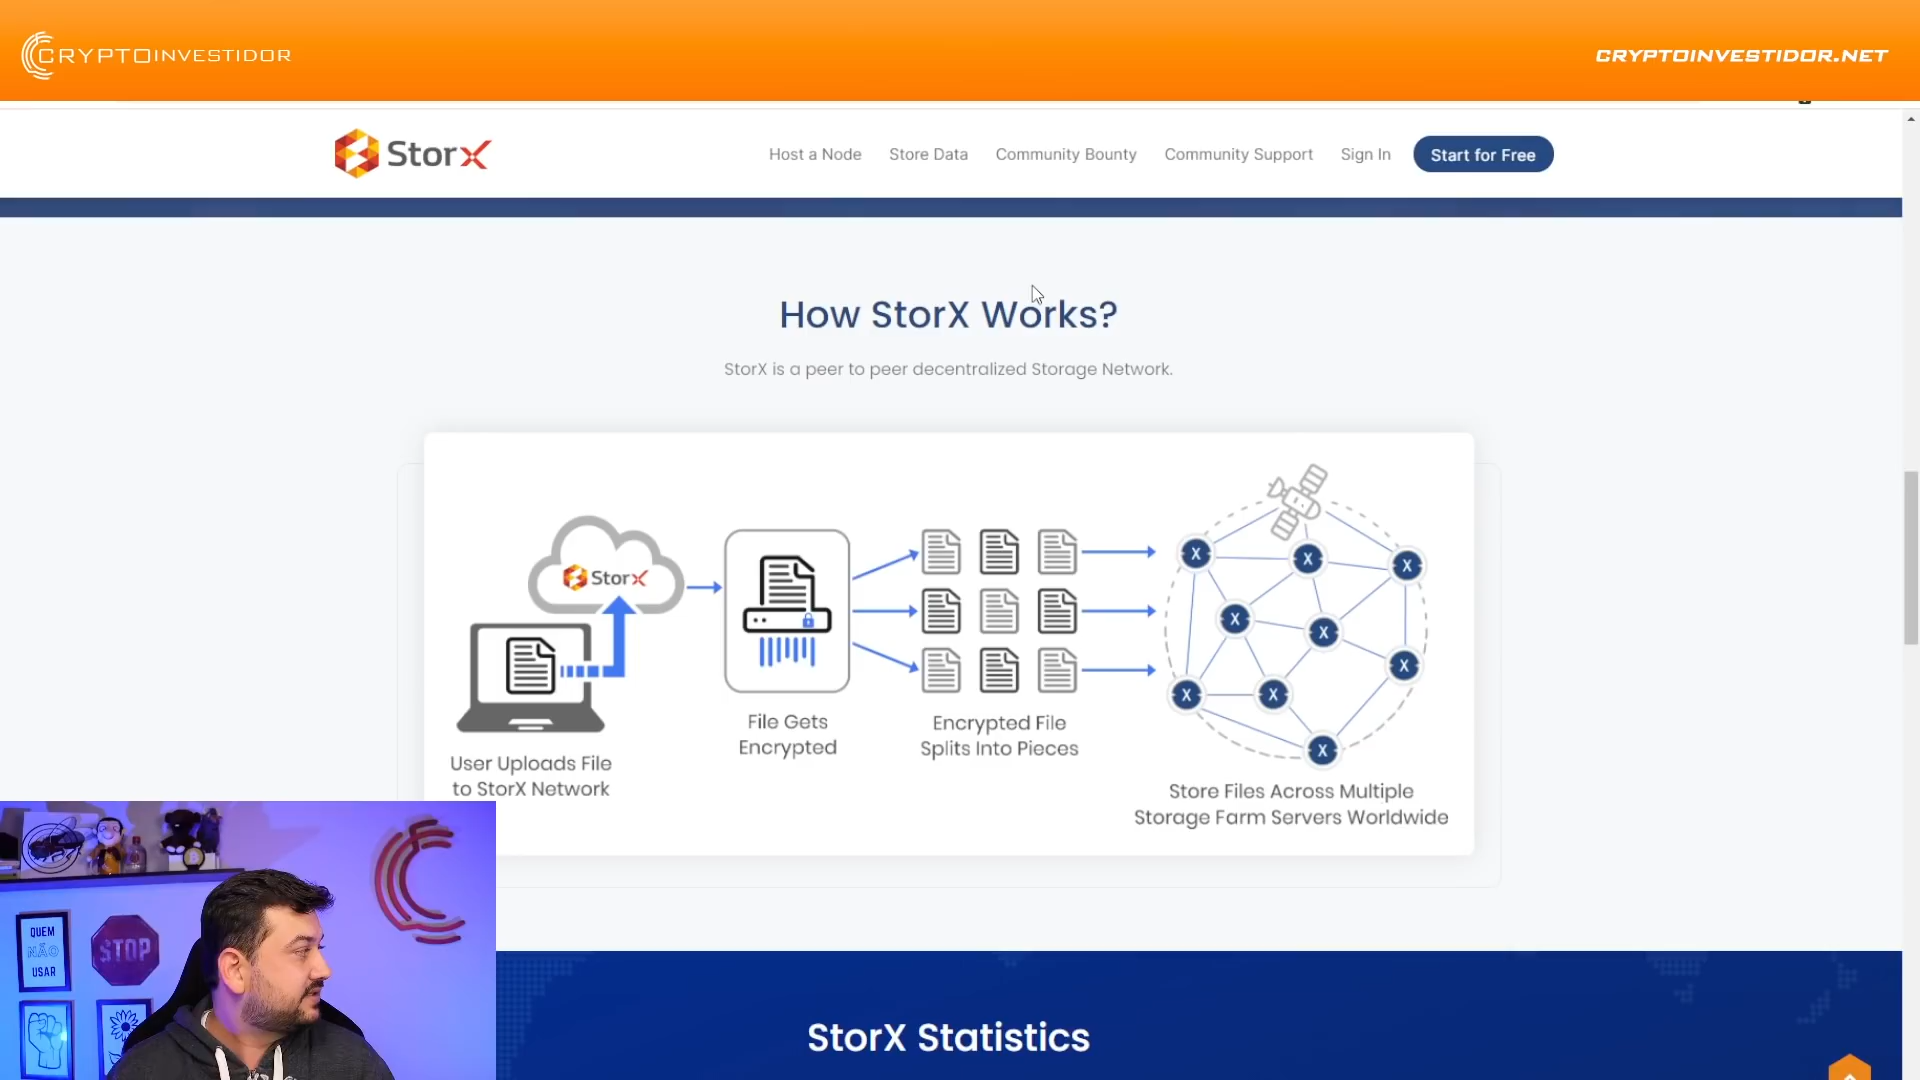 CRYPTOINVESTIDOR
CRYPTOINVESTIDOR.NET
StorX
Host a Node
Store Data
Community Bounty
Community Support
Sign In
Start for Free
How StorX Works?
StorX is a peer to peer decentralized Storage Network.
StorX
User Uploads File
to StorX Network
File Gets
Encrypted
Encrypted File
Splits Into Pieces
X
X
X
X
X
X
X
X
X
Store Files Across Multiple
Storage Farm Servers Worldwide
QUEM
NÃO
USAR
STOP
StorX Statistics